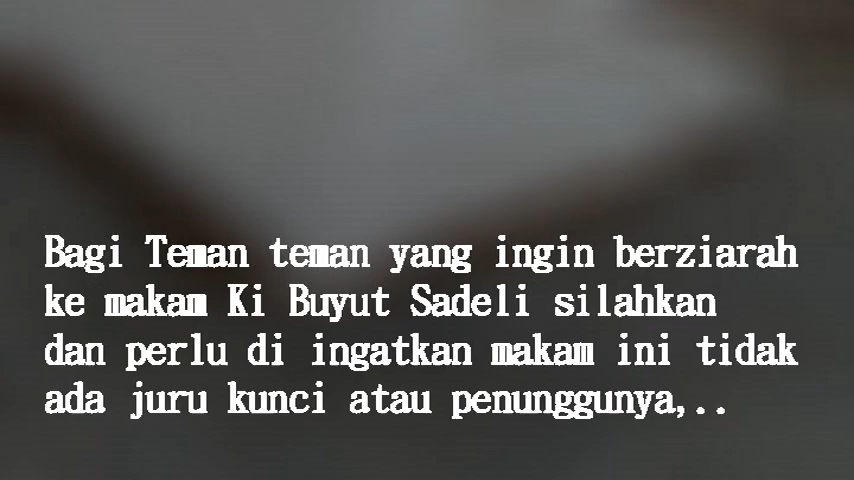 Bagi Teman teman yang ingin berziarah
ke makam Ki Buyut Sadeli silahkan
dan perlu di ingatkan makam ini tidak
ada juru kunci atau penunggunya,..